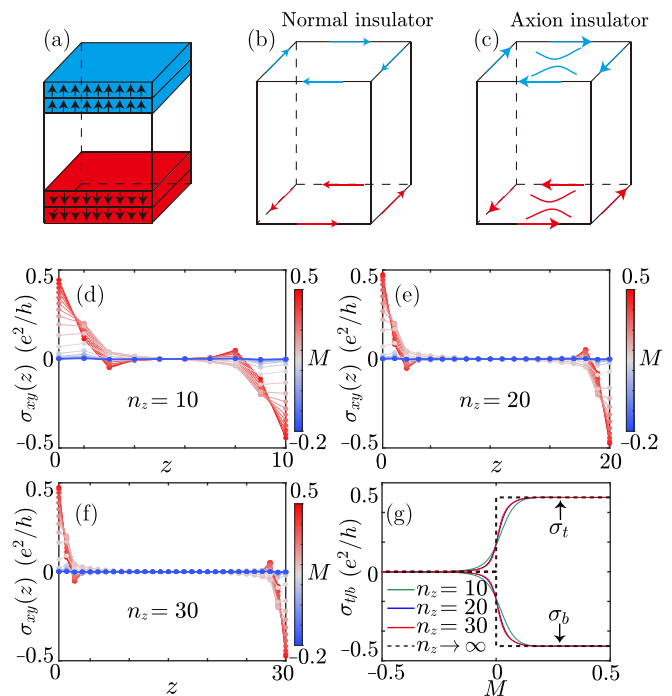 (a)
(b)
Normal insulator
(c)
Axion insulator
(d)
0.5
0
-0.5
σxy(z) (e²/h)
nz = 10
0
z
10
0.5
M
-0.2
(e)
0.5
0
-0.5
σxy(z) (e²/h)
nz = 20
0
z
20
0.5
M
-0.2
(f)
0.5
0
-0.5
σxy(z) (e²/h)
nz = 30
0
z
30
0.5
M
-0.2
(g)
0.5
0
-0.5
σt/b (e²/h)
σt
σb
nz = 10
nz = 20
nz = 30
nz → ∞
-0.5
0
0.5
M